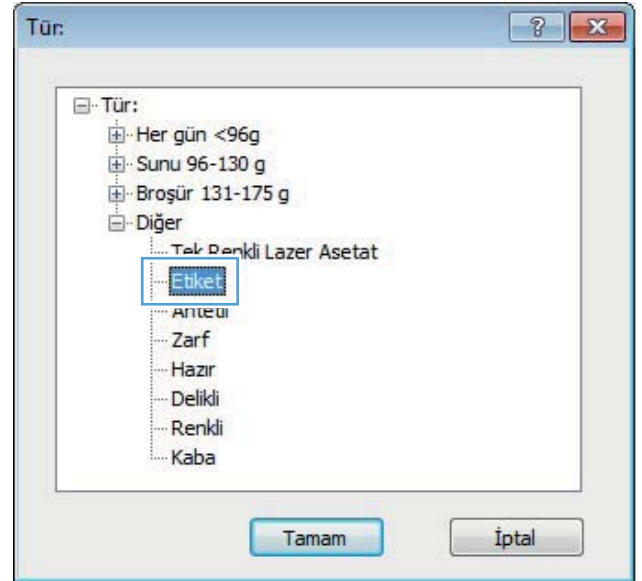 Tür:
Tür:
Her gün <96g
Sunu 96-130 g
Broşür 131-175 g
Diğer
Tek Renkli Lazer Asetat
Etiket
Antetli
Zarf
Hazır
Delikli
Renkli
Kaba
Tamam İptal